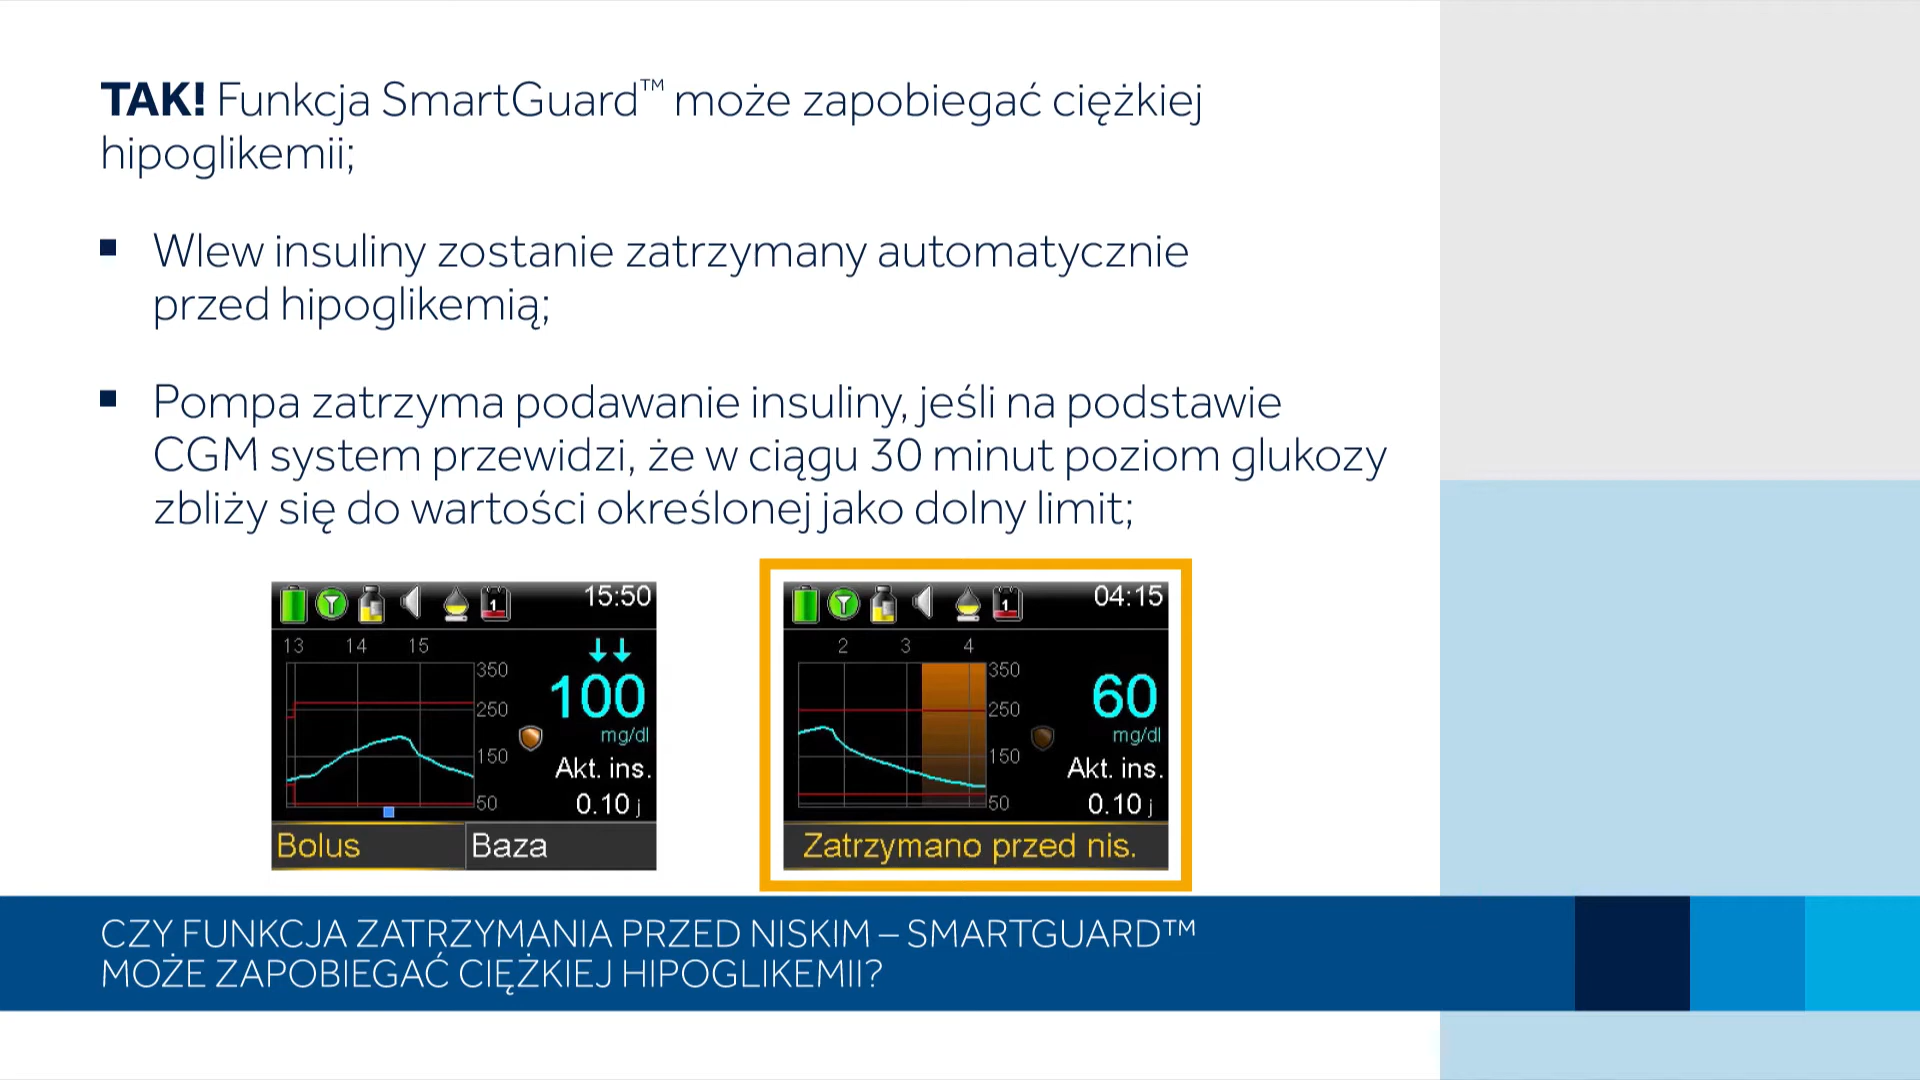 TAK! Funkcja SmartGuard™ może zapobiegać ciężkiej
hipoglikemii;
▪ Wlew insuliny zostanie zatrzymany automatycznie
przed hipoglikemią;
▪ Pompa zatrzyma podawanie insuliny, jeśli na podstawie
CGM system przewidzi, że w ciągu 30 minut poziom glukozy
zbliży się do wartości określonej jako dolny limit;
1 15:50
13 14 15
350
250
150
50
100
mg/dl
Akt. ins.
0.10 j
Bolus Baza
1 04:15
2 3 4
350
250
150
50
60
mg/dl
Akt. ins.
0.10 j
Zatrzymano przed nis.
CZY FUNKCJA ZATRZYMANIA PRZED NISKIM – SMARTGUARD™
MOŻE ZAPOBIEGAĆ CIĘŻKIEJ HIPOGLIKEMII?